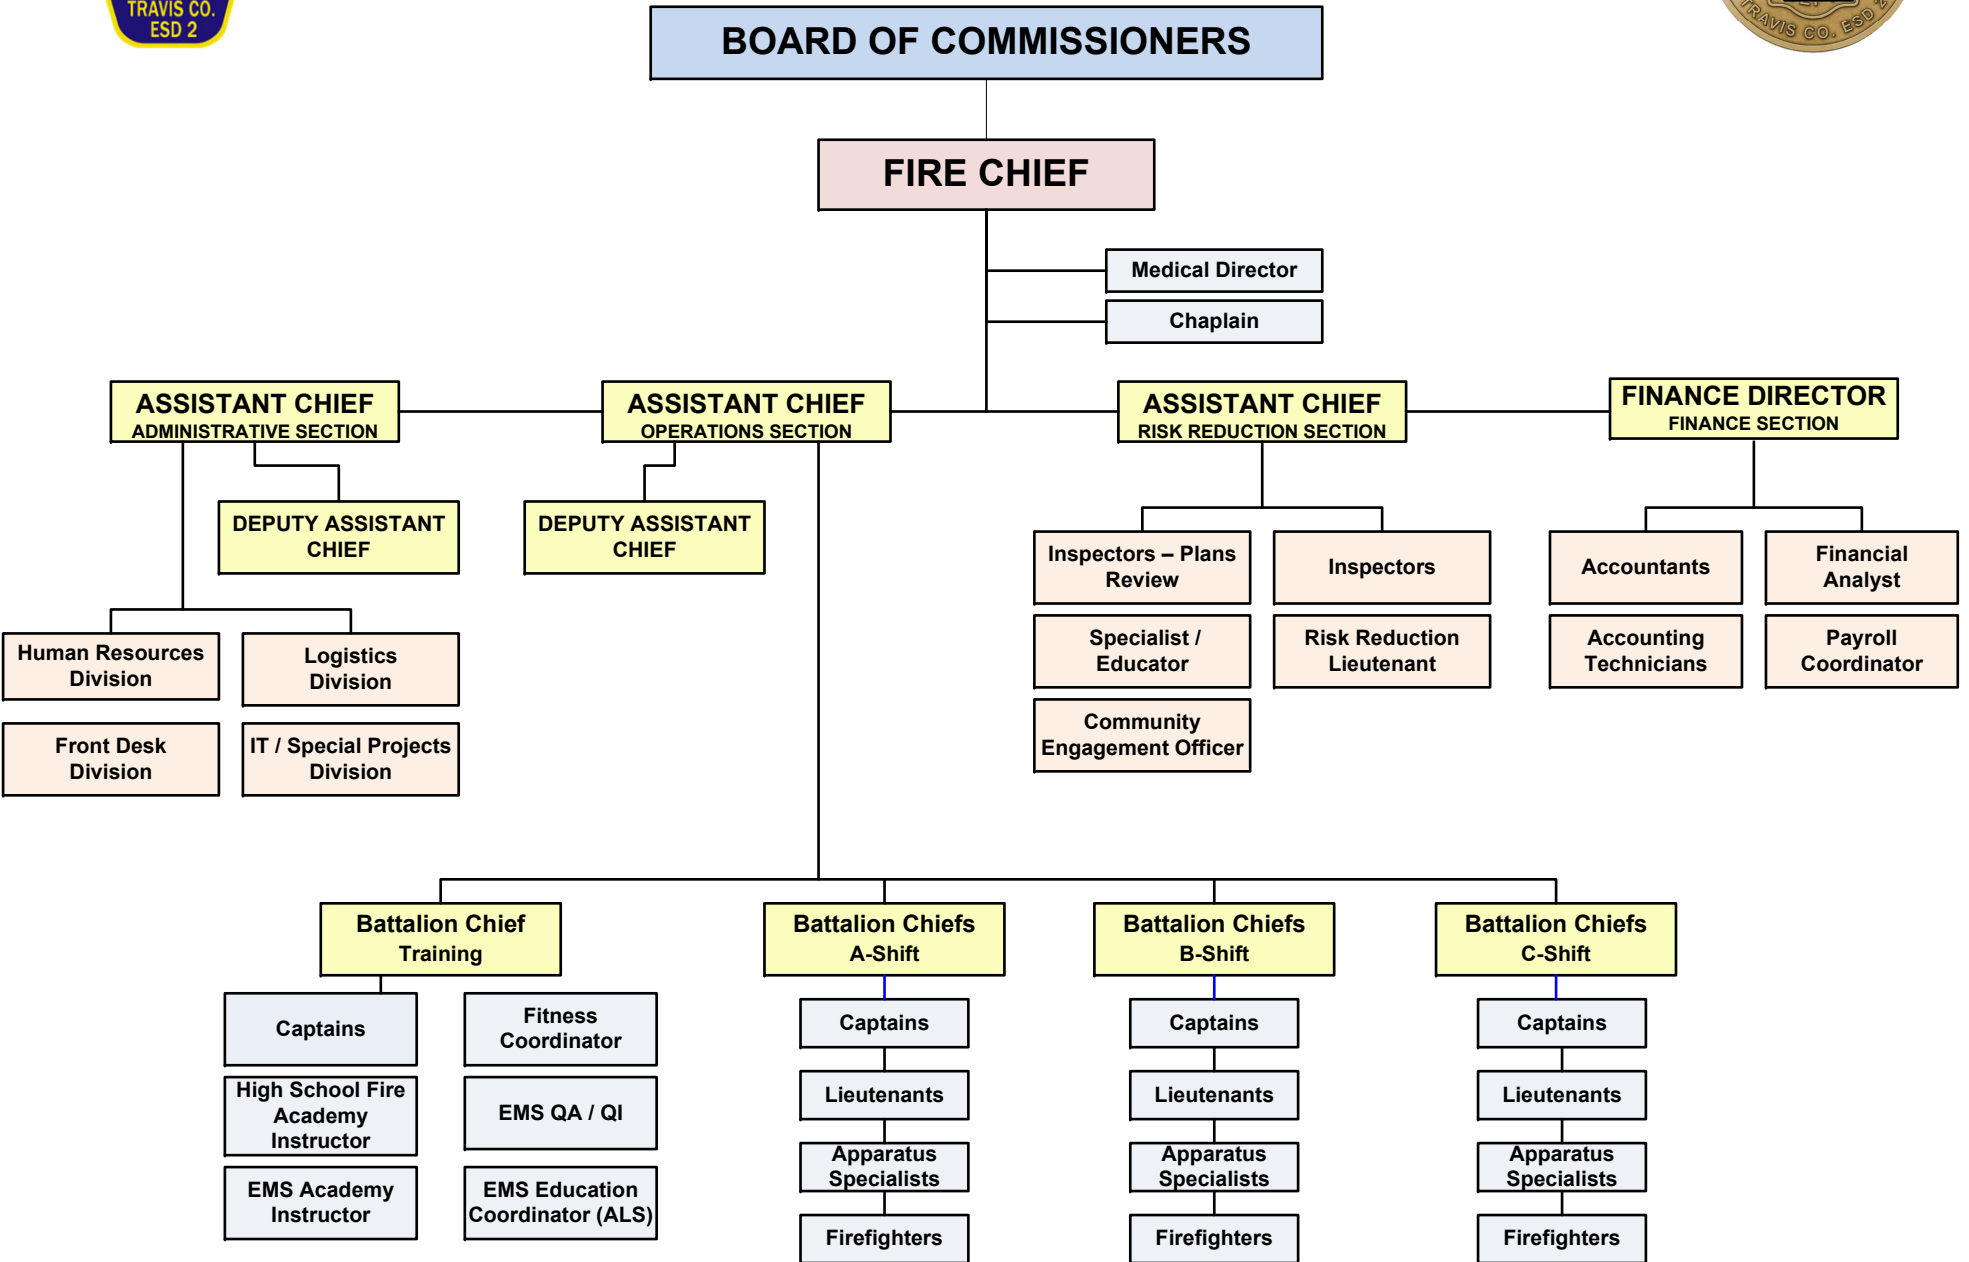 TRAVIS CO.
ESD 2
TRAVIS CO. ESD 2
BOARD OF COMMISSIONERS
FIRE CHIEF
Medical Director
Chaplain
ASSISTANT CHIEF
ADMINISTRATIVE SECTION
ASSISTANT CHIEF
OPERATIONS SECTION
ASSISTANT CHIEF
RISK REDUCTION SECTION
FINANCE DIRECTOR
FINANCE SECTION
DEPUTY ASSISTANT
CHIEF
DEPUTY ASSISTANT
CHIEF
Inspectors – Plans
Review
Inspectors
Accountants
Financial
Analyst
Specialist /
Educator
Risk Reduction
Lieutenant
Accounting
Technicians
Payroll
Coordinator
Community
Engagement Officer
Human Resources
Division
Logistics
Division
Front Desk
Division
IT / Special Projects
Division
Battalion Chief
Training
Battalion Chiefs
A-Shift
Battalion Chiefs
B-Shift
Battalion Chiefs
C-Shift
Captains
Fitness
Coordinator
High School Fire
Academy
Instructor
EMS QA / QI
EMS Academy
Instructor
EMS Education
Coordinator (ALS)
Captains
Lieutenants
Apparatus
Specialists
Firefighters
Captains
Lieutenants
Apparatus
Specialists
Firefighters
Captains
Lieutenants
Apparatus
Specialists
Firefighters